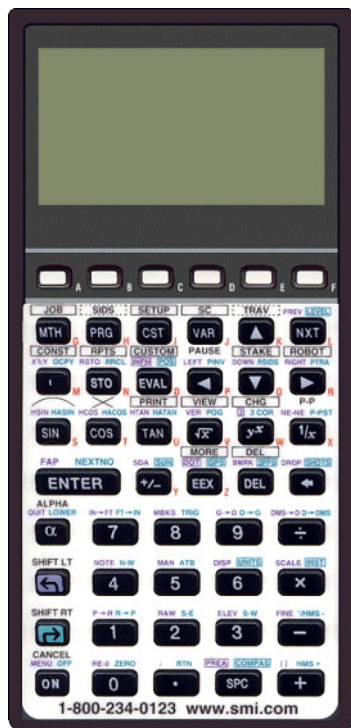 A B C D E F
JOB SIDS SETUP SC TRAV PREV LEVEL
MTH G PRG H CST I VAR J ▲ K NXT L
CONST RPTS CUSTOM PAUSE STAKE ROBOT
X⇄Y OCPY RSTO RRCL INFN POS LEFT PINV DOWN RSIDS RIGHT PTRA
' M STO N EVAL O ◀ P ▼ Q ▶ R
PRINT VIEW CHG P-P
HSIN HASIN HCOS HACOS HTAN HATAN VER POG 3 COR NE-NE P-PST
SIN S COS T TAN U √x V yˣ W 1/x X
MORE DEL
FAP NEXTNO SDA SUN DOT GPS BMRK DROP SHOTS
ENTER +/- Y EEX Z DEL
ALPHA
QUIT LOWER IN→FT FT→IN MBKS TRIG G→D D→G DMS→D D→DMS
α 7 8 9 ÷
SHIFT LT NOTE N-W MAN ATB DISP UNITS SCALE INST
4 5 6 ×
SHIFT RT P→R R→P RAW S-E ELEV S-W FINE "/HMS -
1 2 3 −
CANCEL
MENU OFF RE-0 ZERO RTN PREA COMPAS ( ) HMS +
ON 0 . SPC +
1-800-234-0123 www.smi.com